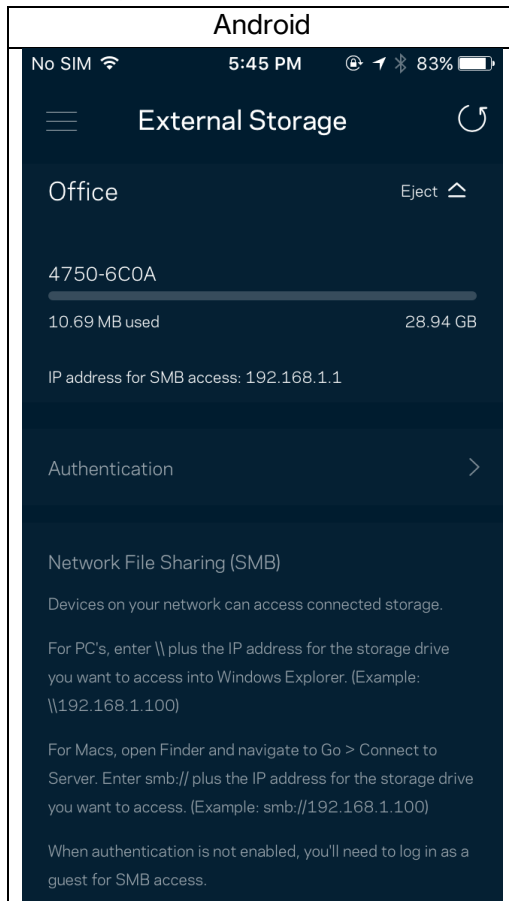 Android
No SIM 5:45 PM 83%
External Storage
Office Eject
4750-6C0A
10.69 MB used 28.94 GB
IP address for SMB access: 192.168.1.1
Authentication
Network File Sharing (SMB)
Devices on your network can access connected storage.
For PC's, enter \\ plus the IP address for the storage drive
you want to access into Windows Explorer. (Example:
\\192.168.1.100)
For Macs, open Finder and navigate to Go > Connect to
Server. Enter smb:// plus the IP address for the storage drive
you want to access. (Example: smb://192.168.1.100)
When authentication is not enabled, you'll need to log in as a
guest for SMB access.